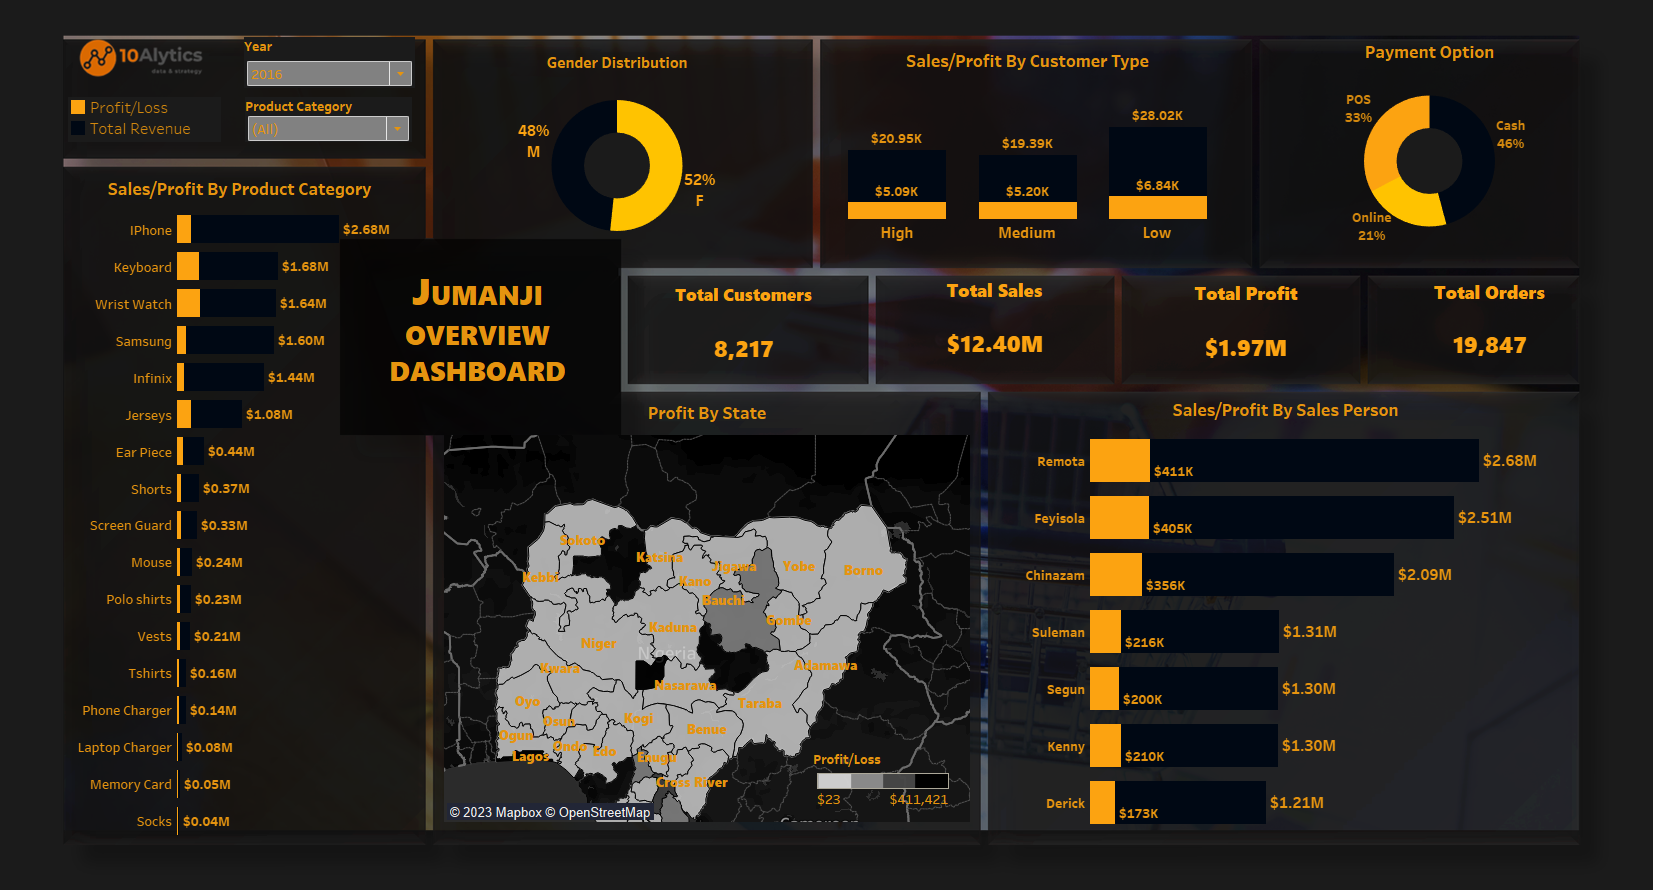 10Alytics
data & strategy
Year
2016
Profit/Loss
Total Revenue
Product Category
(All)
Sales/Profit By Product Category
IPhone $2.68M
Keyboard $1.68M
Wrist Watch $1.64M
Samsung $1.60M
Infinix $1.44M
Jerseys $1.08M
Ear Piece $0.44M
Shorts $0.37M
Screen Guard $0.33M
Mouse $0.24M
Polo shirts $0.23M
Vests $0.21M
Tshirts $0.16M
Phone Charger $0.14M
Laptop Charger $0.08M
Memory Card $0.05M
Socks $0.04M
Gender Distribution
48%
M
52%
F
Sales/Profit By Customer Type
$20.95K
$5.09K
High
$19.39K
$5.20K
Medium
$28.02K
$6.84K
Low
Payment Option
POS
33%
Cash
46%
Online
21%
JUMANJI
OVERVIEW
DASHBOARD
Total Customers
8,217
Total Sales
$12.40M
Total Profit
$1.97M
Total Orders
19,847
Profit By State
Sokoto
Katsina
Jigawa
Yobe
Borno
Kebbi
Kano
Bauchi
Gombe
Kaduna
Niger
Nigeria
Kwara
Adamawa
Nasarawa
Oyo
Taraba
Osun
Kogi
Benue
Ogun
Ondo
Edo
Lagos
Enugu
Cross River
Cameroon
Profit/Loss
$23 $411,421
© 2023 Mapbox © OpenStreetMap
Sales/Profit By Sales Person
Remota $411K $2.68M
Feyisola $405K $2.51M
Chinazam $356K $2.09M
Suleman $216K $1.31M
Segun $200K $1.30M
Kenny $210K $1.30M
Derick $173K $1.21M